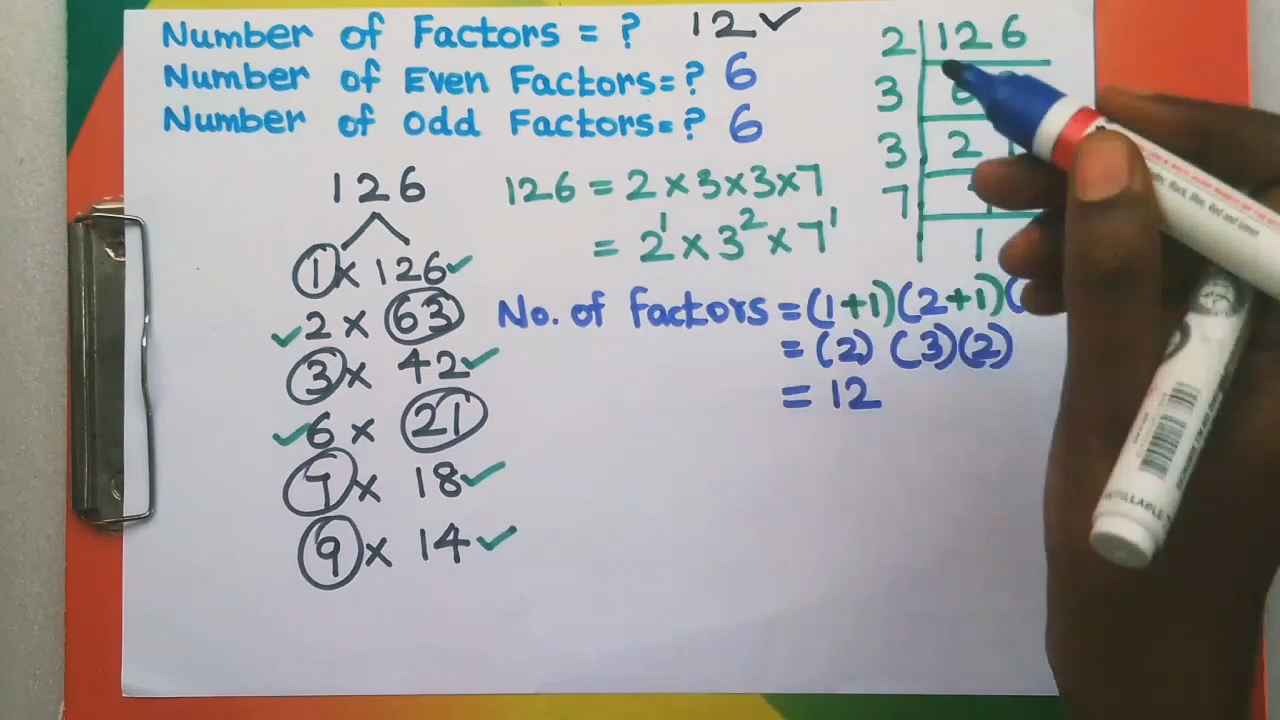 Number of Factors = ? 12 ✓
Number of Even Factors = ? 6
Number of odd Factors = ? 6
126
1 × 126 ✓
✓ 2 × 63
3 × 42 ✓
✓ 6 × 21
7 × 18 ✓
9 × 14 ✓
126 = 2 × 3 × 3 × 7
= 2¹ × 3² × 7¹
No. of factors = (1+1)(2+1)(
= (2) (3)(2)
= 12
2 126
3 6
3 2
7
1